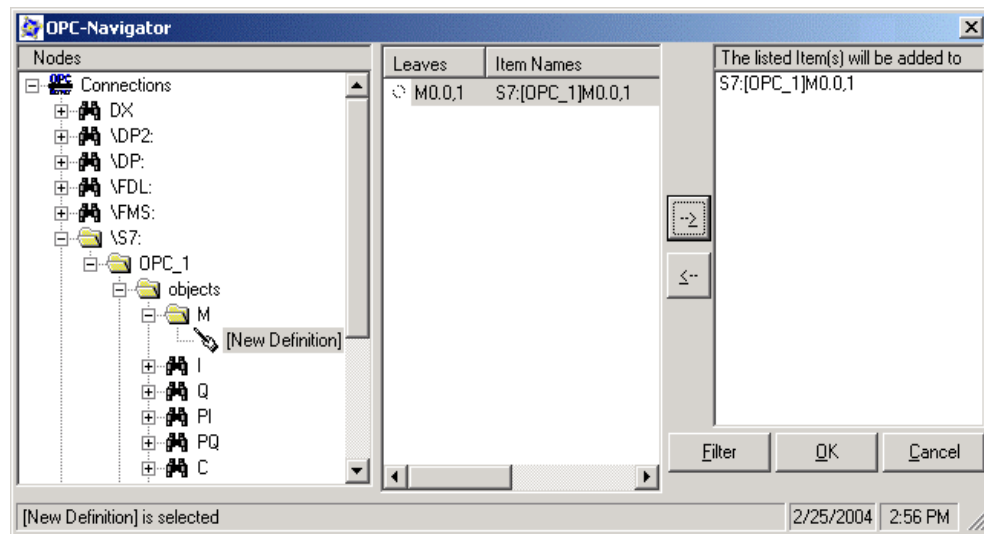 OPC-Navigator
Nodes
Connections
DX
\DP2:
\DP:
\FDL:
\FMS:
\S7:
OPC_1
objects
M
[New Definition]
I
Q
PI
PQ
C
Leaves Item Names
M0.0,1 S7:[OPC_1]M0.0,1
-->
<--
The listed Item(s) will be added to
S7:[OPC_1]M0.0,1
Filter OK Cancel
[New Definition] is selected 2/25/2004 2:56 PM